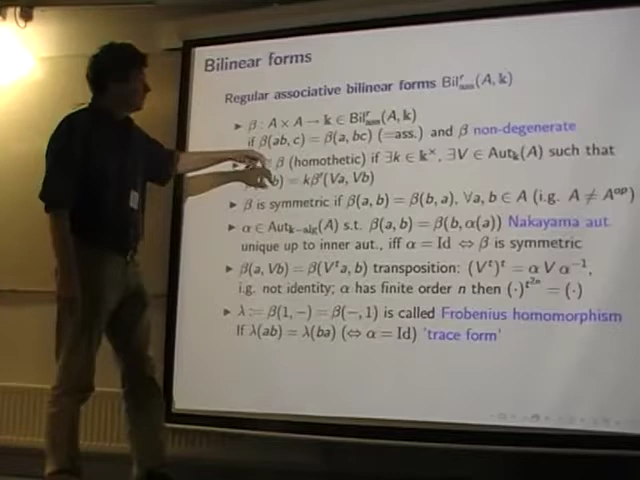 Bilinear forms
Regular associative bilinear forms Bil^r_ass(A, 𝕜)
▸ β : A × A → 𝕜 ∈ Bil^r_ass(A, 𝕜)
if β(ab, c) = β(a, bc) (=ass.) and β non-degenerate
β (homothetic) if ∃k ∈ 𝕜^×, ∃V ∈ Aut_𝕜(A) such that
b) = kβ^r(Va, Vb)
▸ β is symmetric if β(a, b) = β(b, a), ∀a, b ∈ A (i.g. A ≠ A^op)
▸ α ∈ Aut_𝕜−alg(A) s.t. β(a, b) = β(b, α(a)) Nakayama aut.
unique up to inner aut., iff α = Id ⇔ β is symmetric
▸ β(a, Vb) = β(V^t a, b) transposition: (V^t)^t = α V α^−1,
i.g. not identity; α has finite order n then (·)^t^2n = (·)
▸ λ := β(1, −) = β(−, 1) is called Frobenius homomorphism
If λ(ab) = λ(ba) (⇔ α = Id) 'trace form'